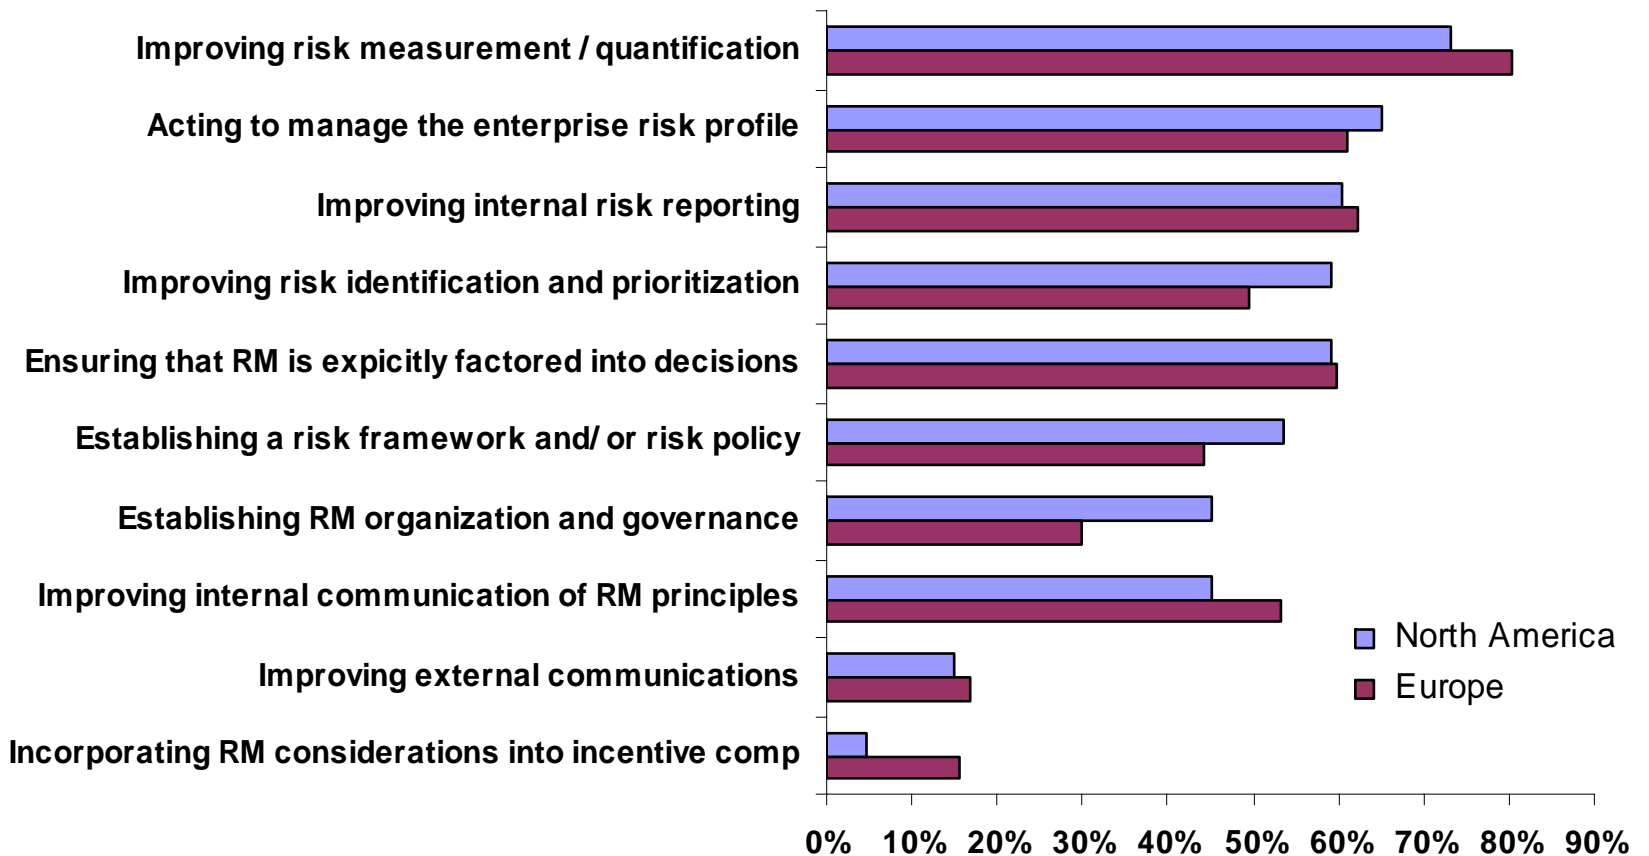 Improving risk measurement / quantification
Acting to manage the enterprise risk profile
Improving internal risk reporting
Improving risk identification and prioritization
Ensuring that RM is expicitly factored into decisions
Establishing a risk framework and/ or risk policy
Establishing RM organization and governance
Improving internal communication of RM principles
Improving external communications
Incorporating RM considerations into incentive comp
North America
Europe
0% 10% 20% 30% 40% 50% 60% 70% 80% 90%